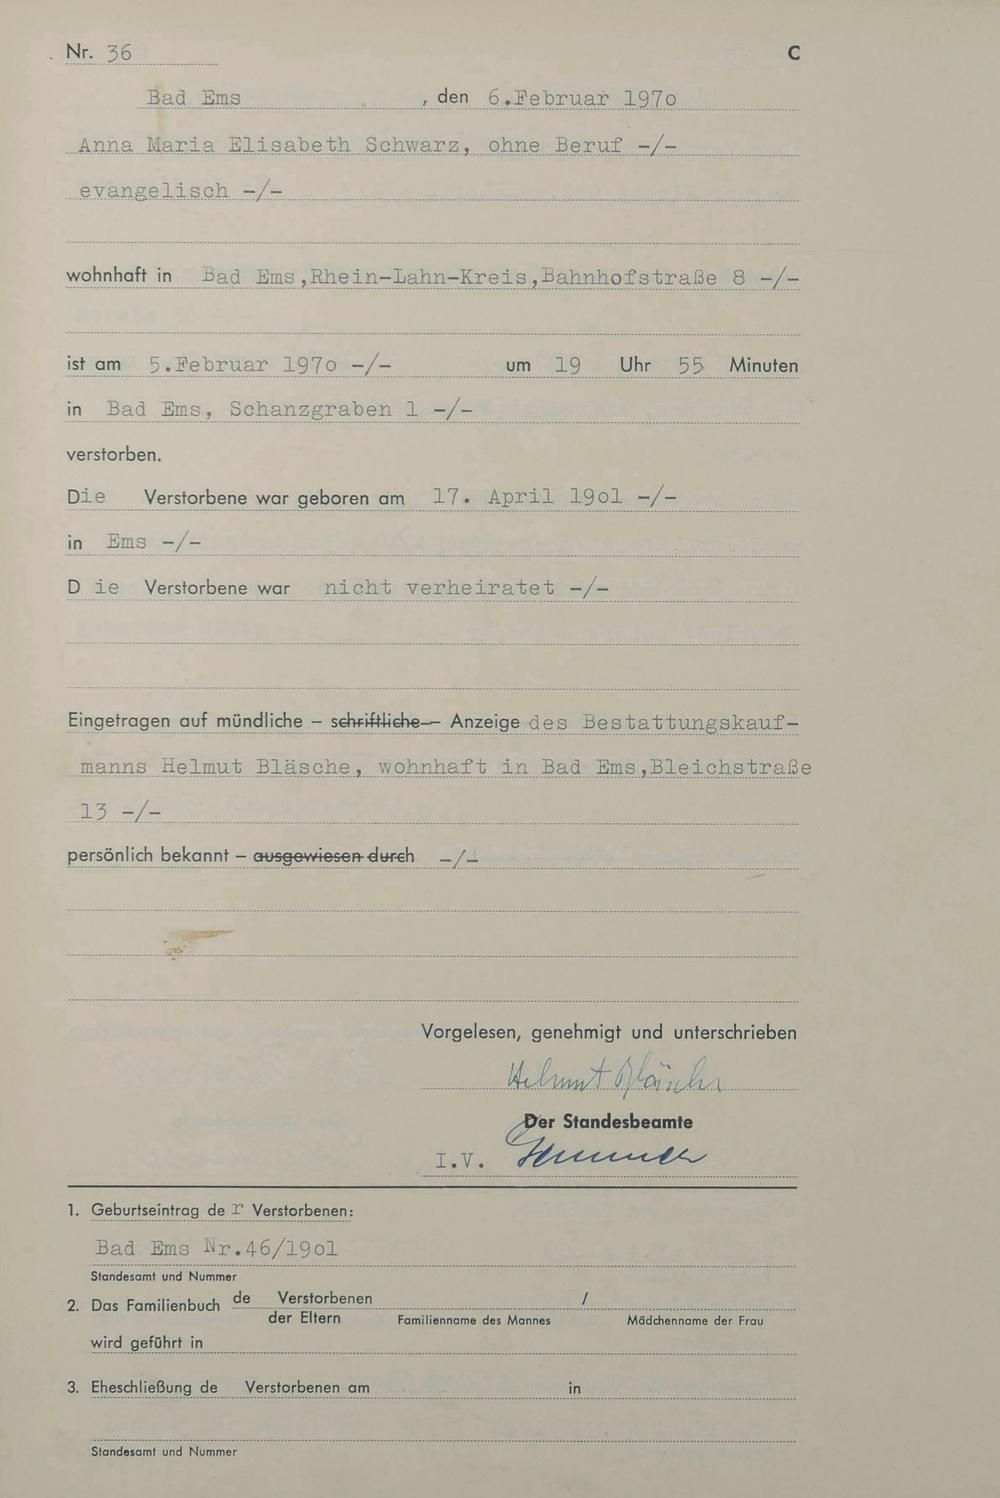 Nr. 36
C
Bad Ems , den 6.Februar 1970
Anna Maria Elisabeth Schwarz, ohne Beruf -/-
evangelisch -/-
wohnhaft in Bad Ems,Rhein-Lahn-Kreis,Bahnhofstraße 8 -/-
ist am 5.Februar 1970 -/- um 19 Uhr 55 Minuten
in Bad Ems, Schanzgraben 1 -/-
verstorben.
Die Verstorbene war geboren am 17. April 19o1 -/-
in Ems -/-
D ie Verstorbene war nicht verheiratet -/-
Eingetragen auf mündliche – schriftliche – Anzeige des Bestattungskauf-
manns Helmut Bläsche, wohnhaft in Bad Ems,Bleichstraße
13 -/-
persönlich bekannt – ausgewiesen durch -/-
Vorgelesen, genehmigt und unterschrieben
Helmut Bläsche
Der Standesbeamte
I.V.
1. Geburtseintrag de r Verstorbenen:
Bad Ems Nr.46/19o1
Standesamt und Nummer
2. Das Familienbuch de Verstorbenen /
der Eltern Familienname des Mannes Mädchenname der Frau
wird geführt in
3. Eheschließung de Verstorbenen am in
Standesamt und Nummer